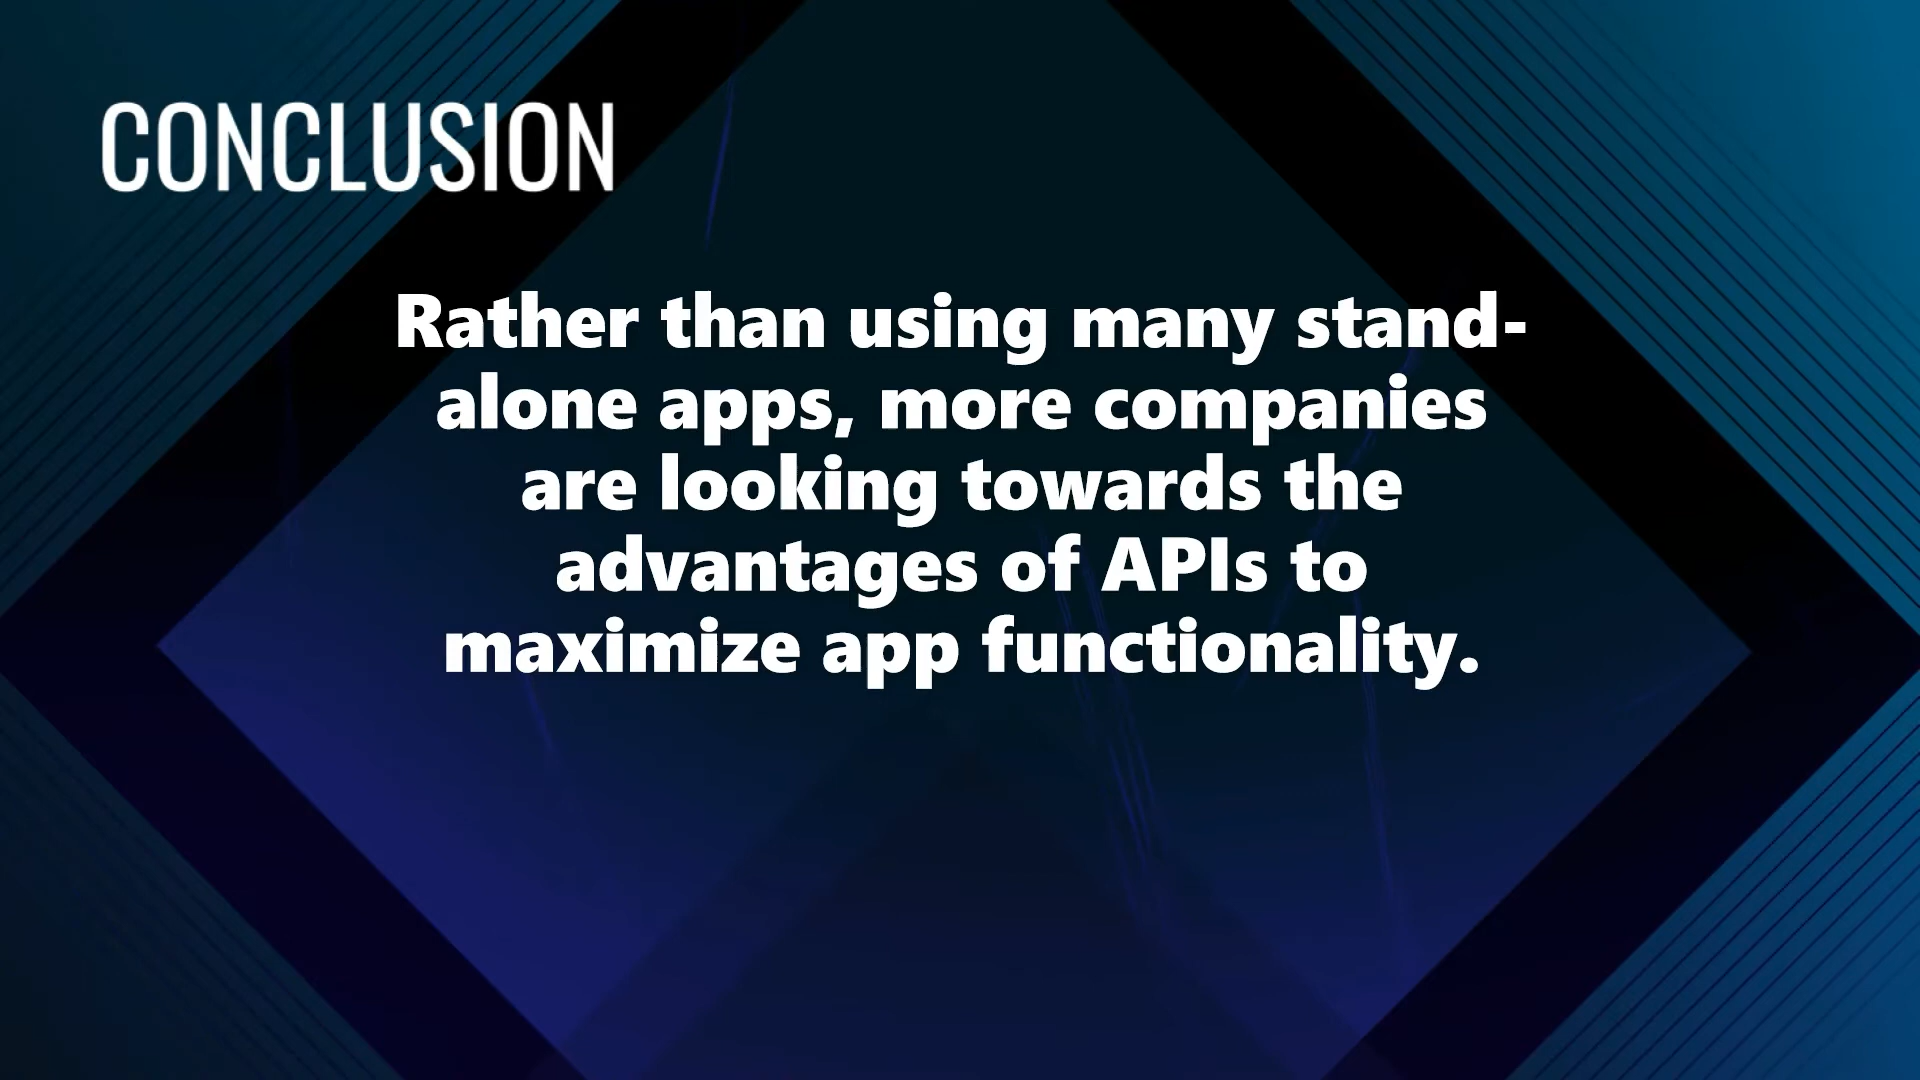 CONCLUSION
Rather than using many stand-
alone apps, more companies
are looking towards the
advantages of APIs to
maximize app functionality.